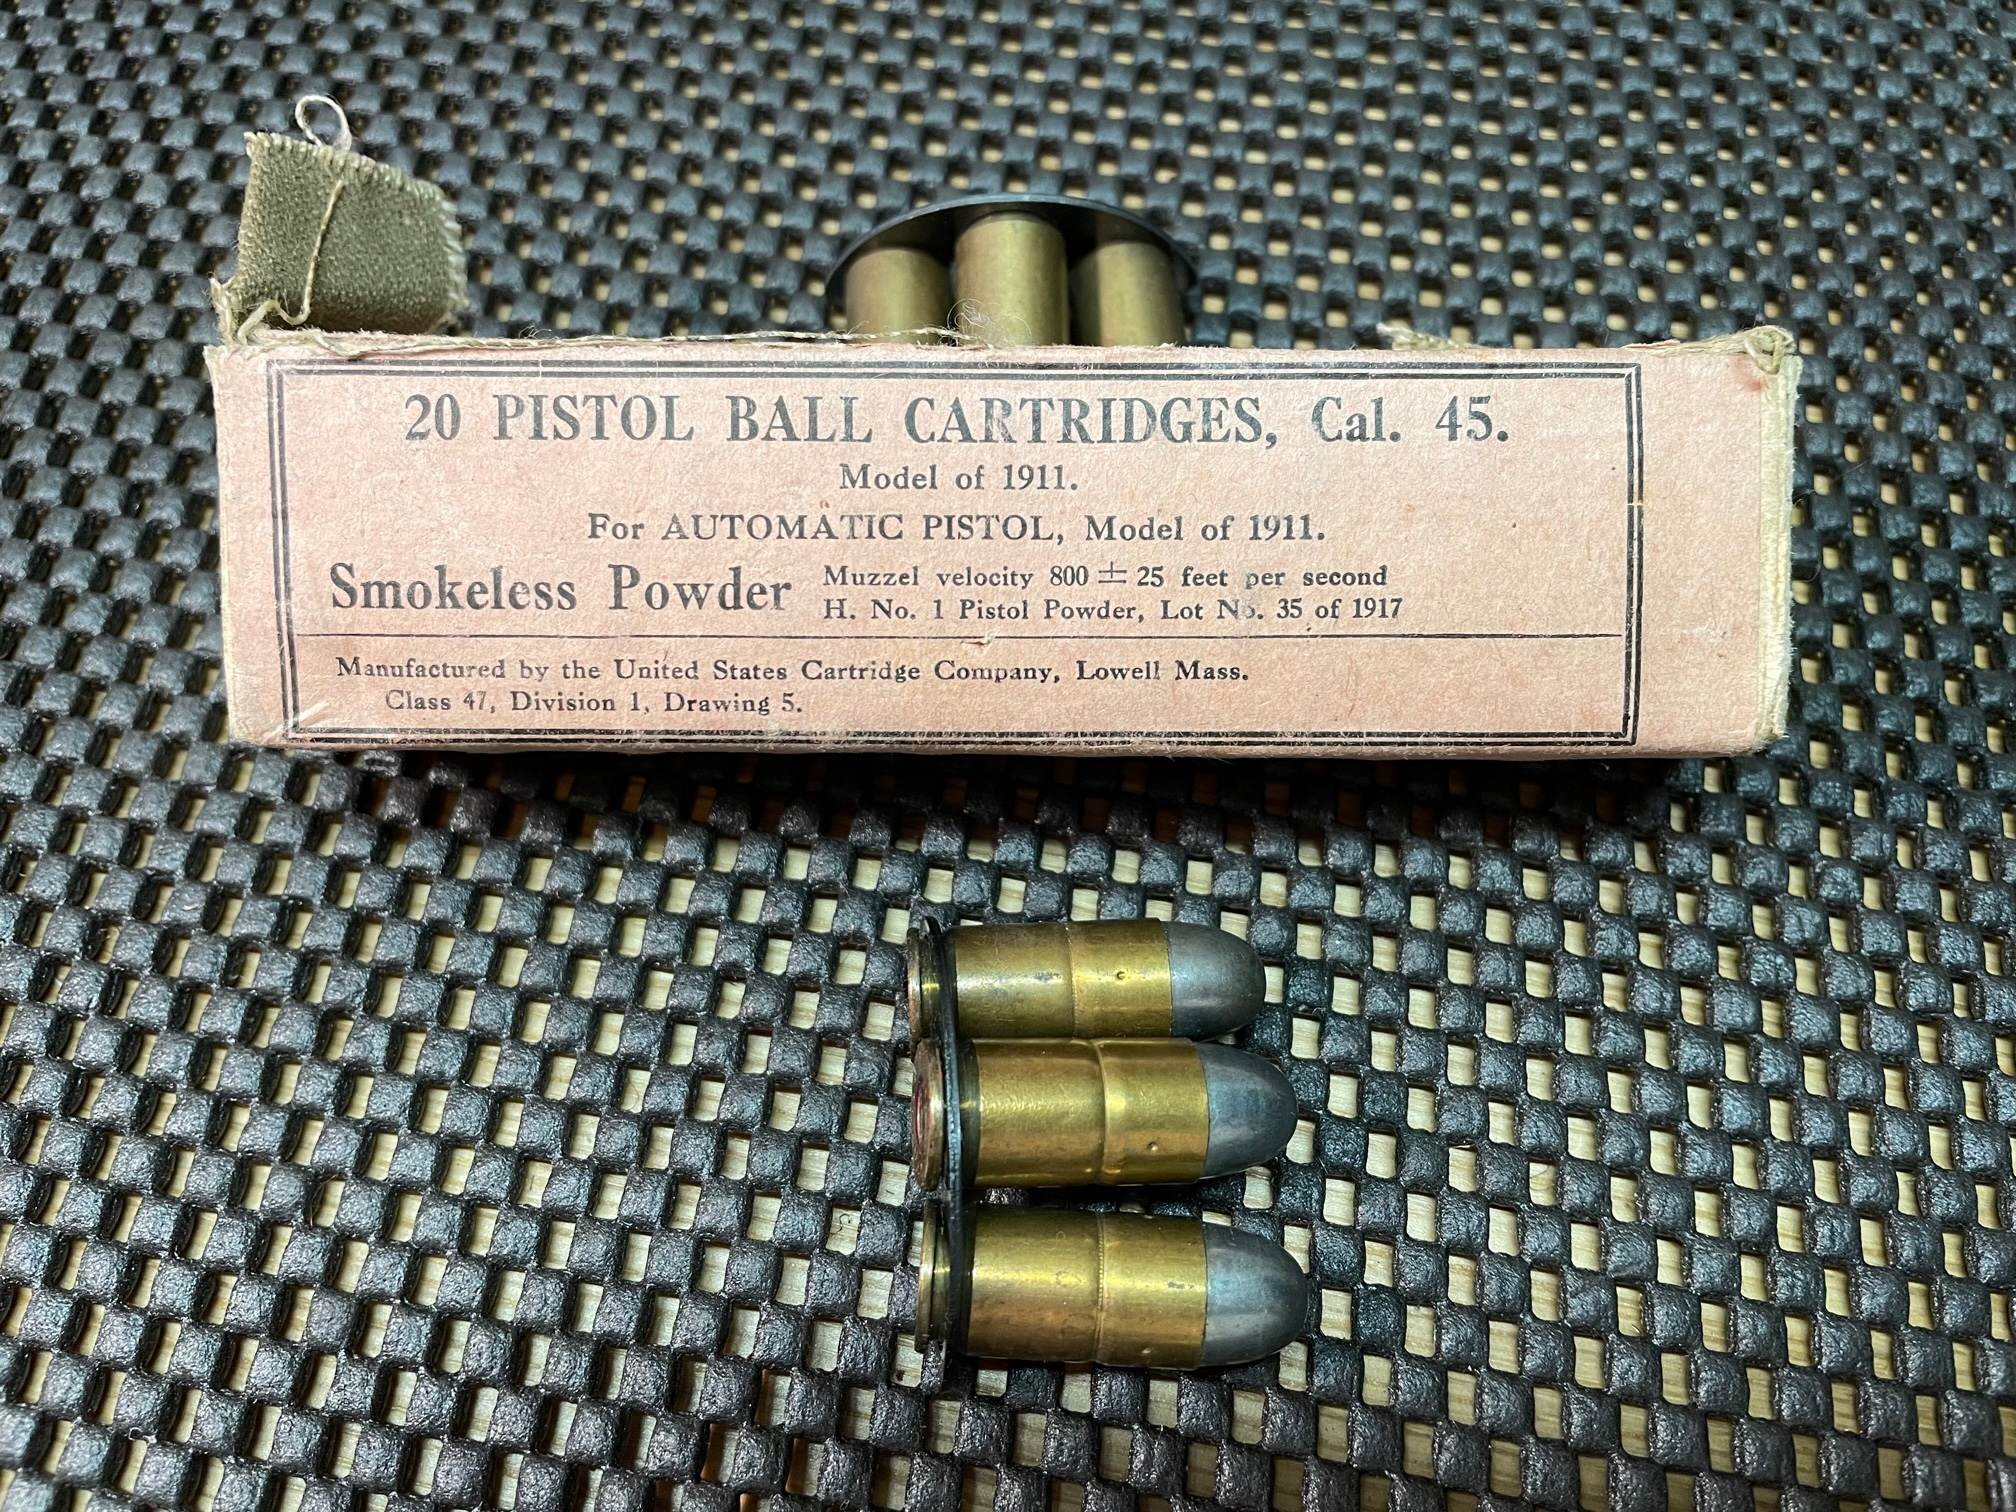 20 PISTOL BALL CARTRIDGES, Cal. 45.
Model of 1911.
For AUTOMATIC PISTOL, Model of 1911.
Smokeless Powder
Muzzel velocity 800 ± 25 feet per second
H. No. 1 Pistol Powder, Lot No. 35 of 1917
Manufactured by the United States Cartridge Company, Lowell Mass.
Class 47, Division 1, Drawing 5.